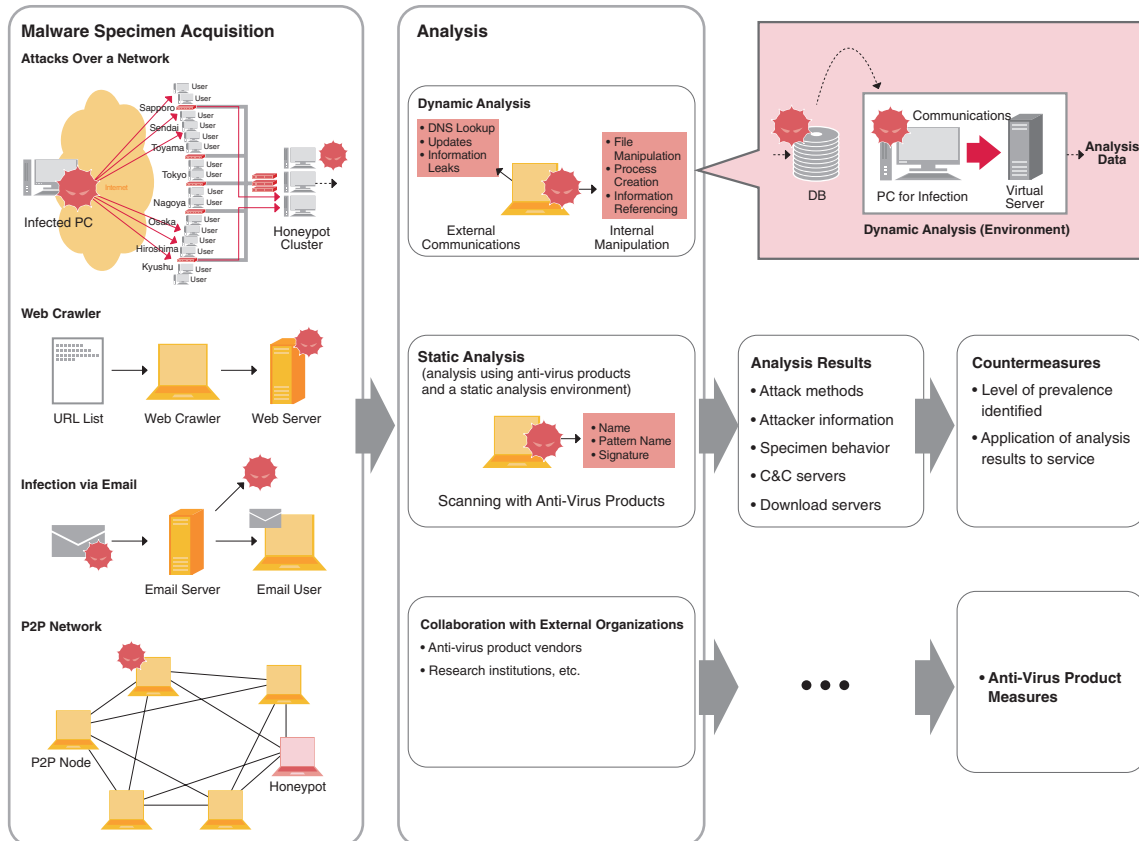 Malware Specimen Acquisition
Attacks Over a Network
User
User
Sapporo
User
User
Sendai
User
User
Toyama
User
Tokyo
User
User
Nagoya
User
User
Osaka
User
User
Hiroshima
User
Kyushu
User
User
Internet
Infected PC
Honeypot
Cluster
Web Crawler
URL List
Web Crawler
Web Server
Infection via Email
Email Server
Email User
P2P Network
P2P Node
Honeypot
Analysis
Dynamic Analysis
• DNS Lookup
• Updates
• Information
Leaks
• File
Manipulation
• Process
Creation
• Information
Referencing
External
Communications
Internal
Manipulation
Static Analysis
(analysis using anti-virus products
and a static analysis environment)
• Name
• Pattern Name
• Signature
Scanning with Anti-Virus Products
Collaboration with External Organizations
• Anti-virus product vendors
• Research institutions, etc.
Communications
DB
PC for Infection
Virtual
Server
Analysis
Data
Dynamic Analysis (Environment)
Analysis Results
• Attack methods
• Attacker information
• Specimen behavior
• C&C servers
• Download servers
Countermeasures
• Level of prevalence
identified
• Application of analysis
results to service
• • •
• Anti-Virus Product
Measures